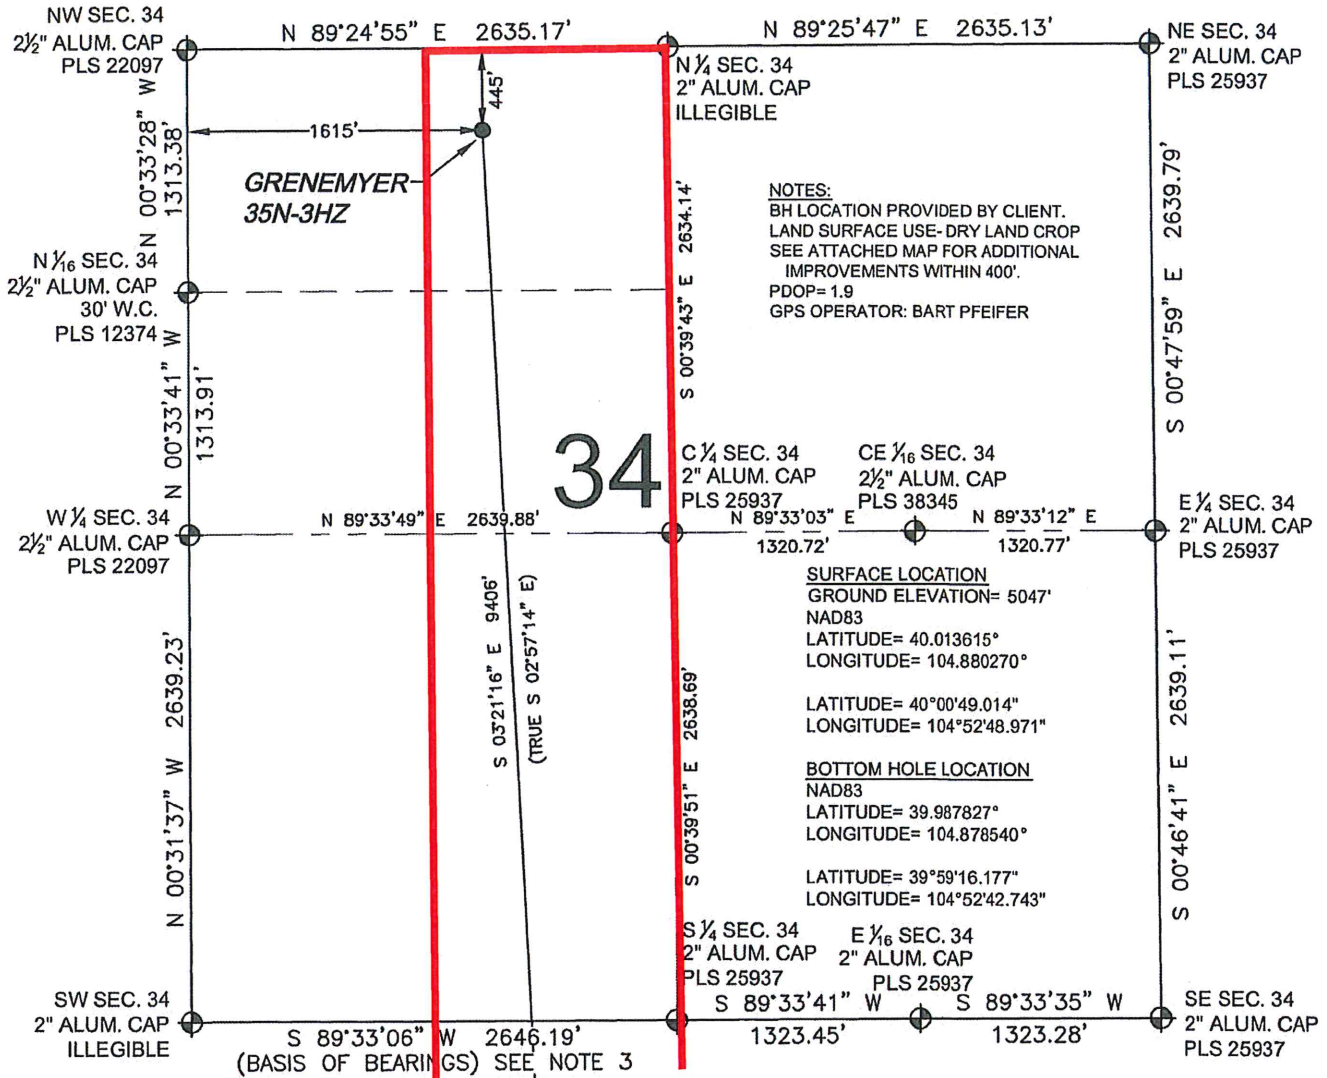 NW SEC. 34
2½" ALUM. CAP
PLS 22097
N 89°24'55" E 2635.17'
N 89°25'47" E 2635.13'
NE SEC. 34
2" ALUM. CAP
PLS 25937
N ¼ SEC. 34
2" ALUM. CAP
ILLEGIBLE
445'
1615'
N 00°33'28" W
1313.38'
GRENEMYER
35N-3HZ
S 00°39'43" E 2634.14'
NOTES:
BH LOCATION PROVIDED BY CLIENT.
LAND SURFACE USE- DRY LAND CROP
SEE ATTACHED MAP FOR ADDITIONAL
IMPROVEMENTS WITHIN 400'.
PDOP= 1.9
GPS OPERATOR: BART PFEIFER
S 00°47'59" E 2639.79'
N 1⁄16 SEC. 34
2½" ALUM. CAP
30' W.C.
PLS 12374
N 00°33'41" W
1313.91'
34
C ¼ SEC. 34
2" ALUM. CAP
PLS 25937
CE 1⁄16 SEC. 34
2½" ALUM. CAP
PLS 38345
W ¼ SEC. 34
2½" ALUM. CAP
PLS 22097
N 89°33'49" E 2639.88'
N 89°33'03" E
1320.72'
N 89°33'12" E
1320.77'
E ¼ SEC. 34
2" ALUM. CAP
PLS 25937
SURFACE LOCATION
GROUND ELEVATION= 5047'
NAD83
LATITUDE= 40.013615°
LONGITUDE= 104.880270°
LATITUDE= 40°00'49.014"
LONGITUDE= 104°52'48.971"
BOTTOM HOLE LOCATION
NAD83
LATITUDE= 39.987827°
LONGITUDE= 104.878540°
LATITUDE= 39°59'16.177"
LONGITUDE= 104°52'42.743"
N 00°31'37" W 2639.23'
S 03°21'16" E 9406'
(TRUE S 02°57'14" E)
S 00°39'51" E 2638.69'
S 00°46'41" E 2639.11'
S ¼ SEC. 34
2" ALUM. CAP
PLS 25937
E 1⁄16 SEC. 34
2" ALUM. CAP
PLS 25937
SW SEC. 34
2" ALUM. CAP
ILLEGIBLE
S 89°33'06" W 2646.19'
(BASIS OF BEARINGS) SEE NOTE 3
S 89°33'41" W
1323.45'
S 89°33'35" W
1323.28'
SE SEC. 34
2" ALUM. CAP
PLS 25937